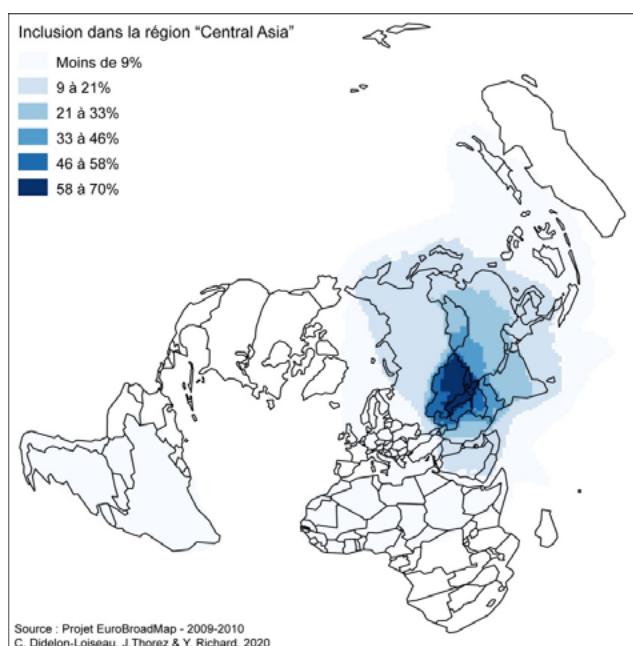 Inclusion dans la région “Central Asia”
Moins de 9%
9 à 21%
21 à 33%
33 à 46%
46 à 58%
58 à 70%
Source : Projet EuroBroadMap - 2009-2010
C. Didelon-Loiseau, J.Thorez & Y. Richard, 2020